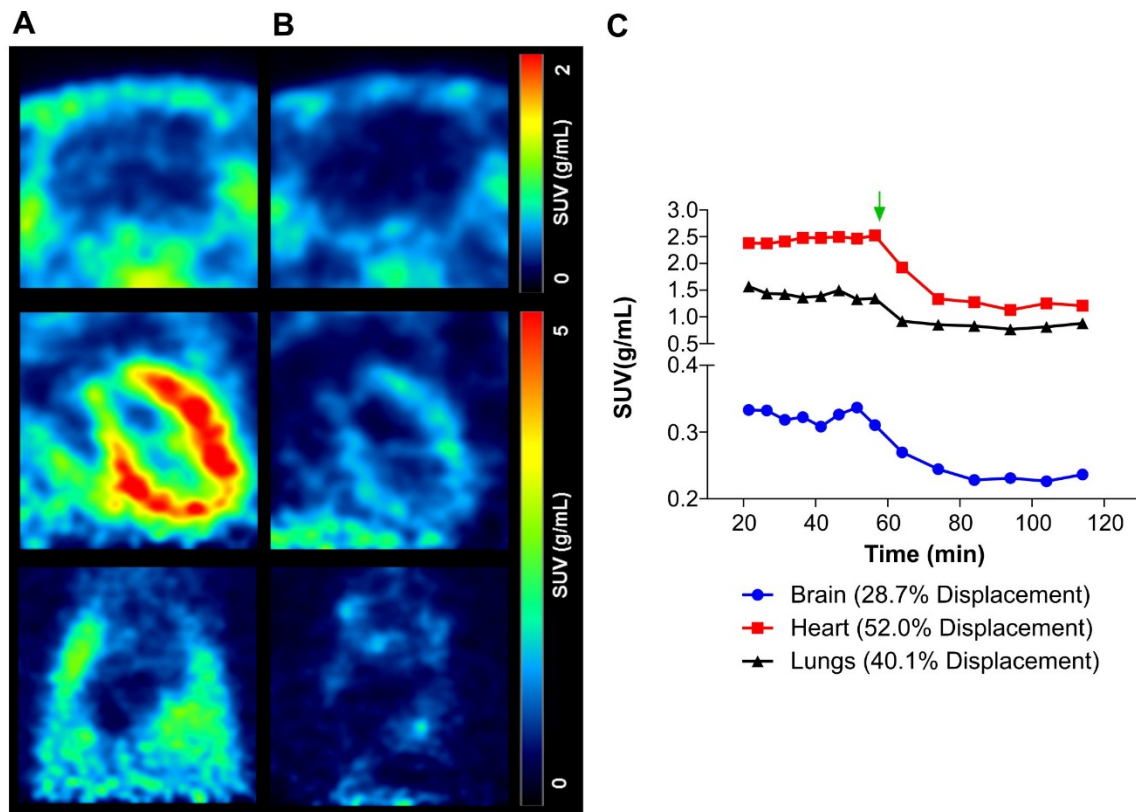 A
B
C
2
SUV (g/mL)
0
5
SUV (g/mL)
0
3.0
2.5
2.0
1.5
1.0
0.5
0.4
0.3
0.2
SUV(g/mL)
20 40 60 80 100 120
Time (min)
Brain (28.7% Displacement)
Heart (52.0% Displacement)
Lungs (40.1% Displacement)